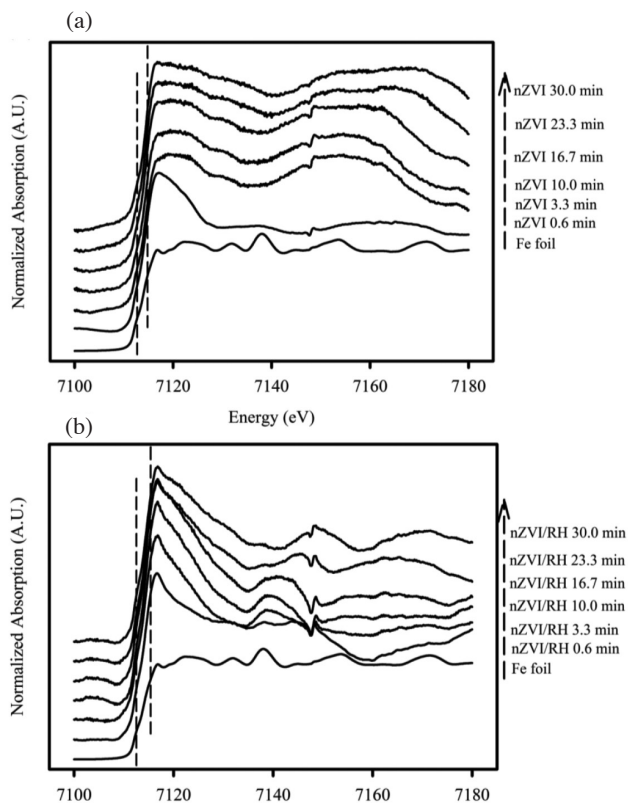 (a)
Normalized Absorption (A.U.)
nZVI 30.0 min
nZVI 23.3 min
nZVI 16.7 min
nZVI 10.0 min
nZVI 3.3 min
nZVI 0.6 min
Fe foil
7100 7120 7140 7160 7180
Energy (eV)
(b)
Normalized Absorption (A.U.)
nZVI/RH 30.0 min
nZVI/RH 23.3 min
nZVI/RH 16.7 min
nZVI/RH 10.0 min
nZVI/RH 3.3 min
nZVI/RH 0.6 min
Fe foil
7100 7120 7140 7160 7180